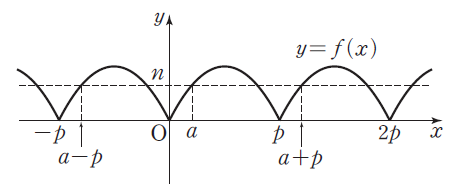 y
y=f(x)
n
−p O a p 2p x
a−p a+p